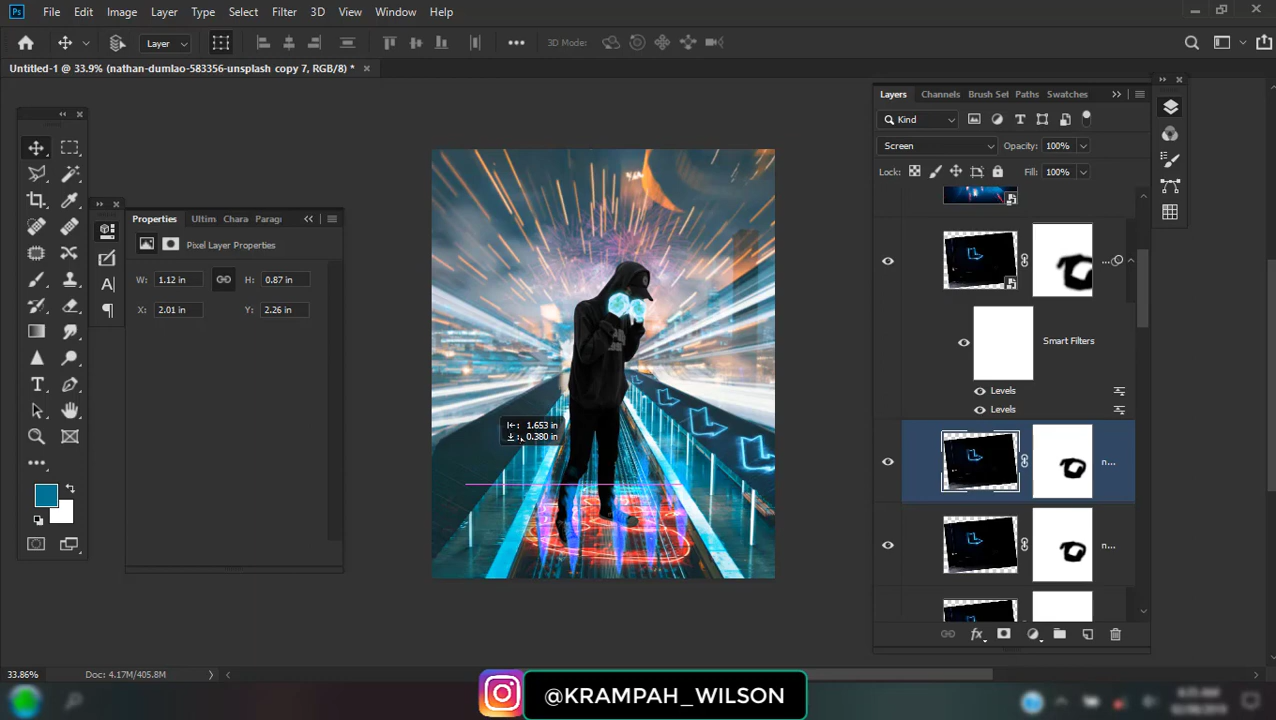 Ps File Edit Image Layer Type Select Filter 3D View Window Help
Layer 3D Mode:
Untitled-1 @ 33.9% (nathan-dumlao-583356-unsplash copy 7, RGB/8) *
Layers Channels Brush Set Paths Swatches
Kind
Screen Opacity: 100%
Lock: Fill: 100%
Properties Ultim Chara Paragr
Pixel Layer Properties
W: 1.12 in H: 0.87 in
X: 2.01 in Y: 2.26 in
Smart Filters
Levels
Levels
1.653 in
0.380 in
n...
n...
33.86% Doc: 4.17M/405.8M
@KRAMPAH_WILSON